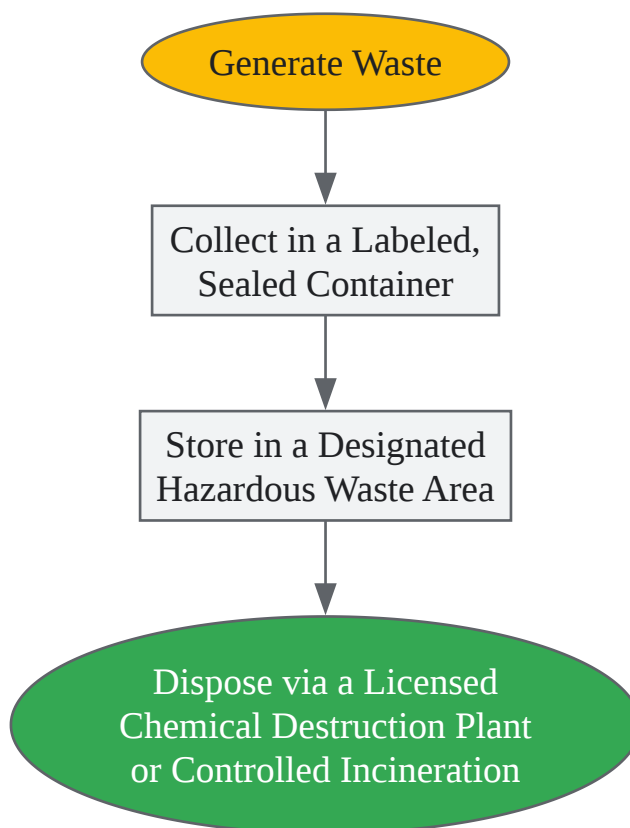 Generate Waste
Collect in a Labeled,
Sealed Container
Store in a Designated
Hazardous Waste Area
Dispose via a Licensed
Chemical Destruction Plant
or Controlled Incineration